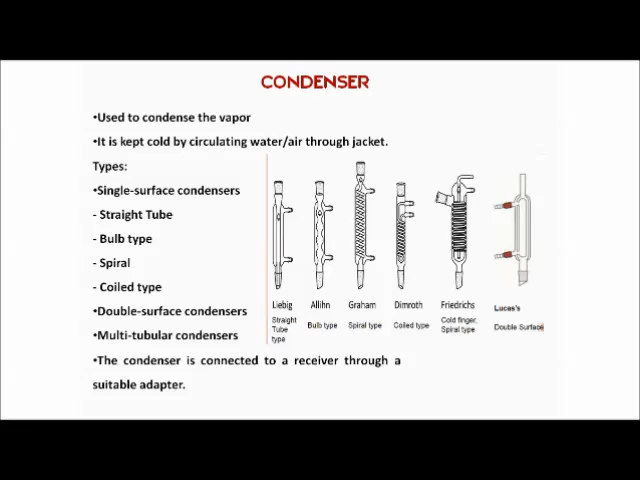 CONDENSER
•Used to condense the vapor
•It is kept cold by circulating water/air through jacket.
Types:
•Single-surface condensers
- Straight Tube
- Bulb type
- Spiral
- Coiled type
•Double-surface condensers
•Multi-tubular condensers
•The condenser is connected to a receiver through a
suitable adapter.
Liebig Allihn Graham Dimroth Friedrichs Lucas's
Straight Tube type
Bulb type
Spiral type
Coiled type
Cold finger, Spiral type
Double Surface